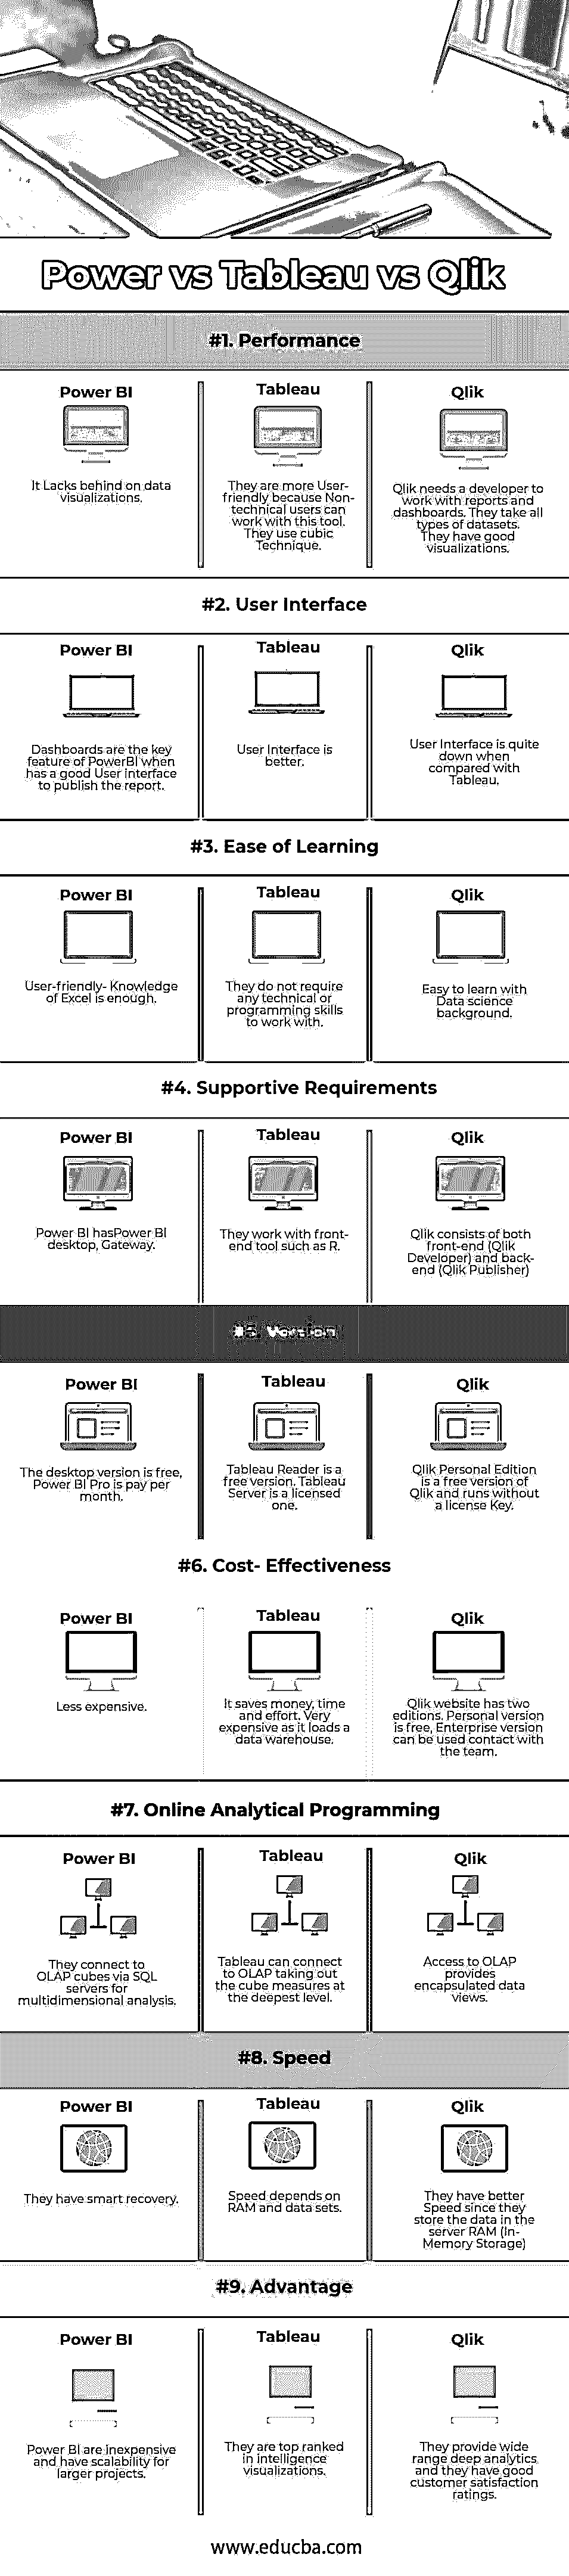 Power vs Tableau vs Qlik
#1. Performance
Power BI
It Lacks behind on data
visualizations.
Tableau
They are more User-
friendly because Non-
technical users can
work with this tool.
They use cubic
Technique.
Qlik
Qlik needs a developer to
work with reports and
dashboards. They take all
types of datasets.
They have good
visualizations.
#2. User Interface
Power BI
Dashboards are the key
feature of PowerBI when
has a good User interface
to publish the report.
Tableau
User Interface is
better.
Qlik
User Interface is quite
down when
compared with
Tableau.
#3. Ease of Learning
Power BI
User-friendly- Knowledge
of Excel is enough.
Tableau
They do not require
any technical or
programming skills
to work with.
Qlik
Easy to learn with
Data science
background.
#4. Supportive Requirements
Power BI
Power BI hasPower BI
desktop, Gateway.
Tableau
They work with front-
end tool such as R.
Qlik
Qlik consists of both
front-end (Qlik
Developer) and back-
end (Qlik Publisher)
#5. Version
Power BI
The desktop version is free,
Power BI Pro is pay per
month.
Tableau
Tableau Reader is a
free version. Tableau
Server is a licensed
one.
Qlik
Qlik Personal Edition
is a free version of
Qlik and runs without
a license Key.
#6. Cost- Effectiveness
Power BI
Less expensive.
Tableau
It saves money, time
and effort. Very
expensive as it loads a
data warehouse.
Qlik
Qlik website has two
editions. Personal version
is free, Enterprise version
can be used contact with
the team.
#7. Online Analytical Programming
Power BI
They connect to
OLAP cubes via SQL
servers for
multidimensional analysis.
Tableau
Tableau can connect
to OLAP taking out
the cube measures at
the deepest level.
Qlik
Access to OLAP
provides
encapsulated data
views.
#8. Speed
Power BI
They have smart recovery.
Tableau
Speed depends on
RAM and data sets.
Qlik
They have better
Speed since they
store the data in the
server RAM (In-
Memory Storage)
#9. Advantage
Power BI
Power BI are inexpensive
and have scalability for
larger projects.
Tableau
They are top ranked
in intelligence
visualizations.
Qlik
They provide wide
range deep analytics
and they have good
customer satisfaction
ratings.
www.educba.com